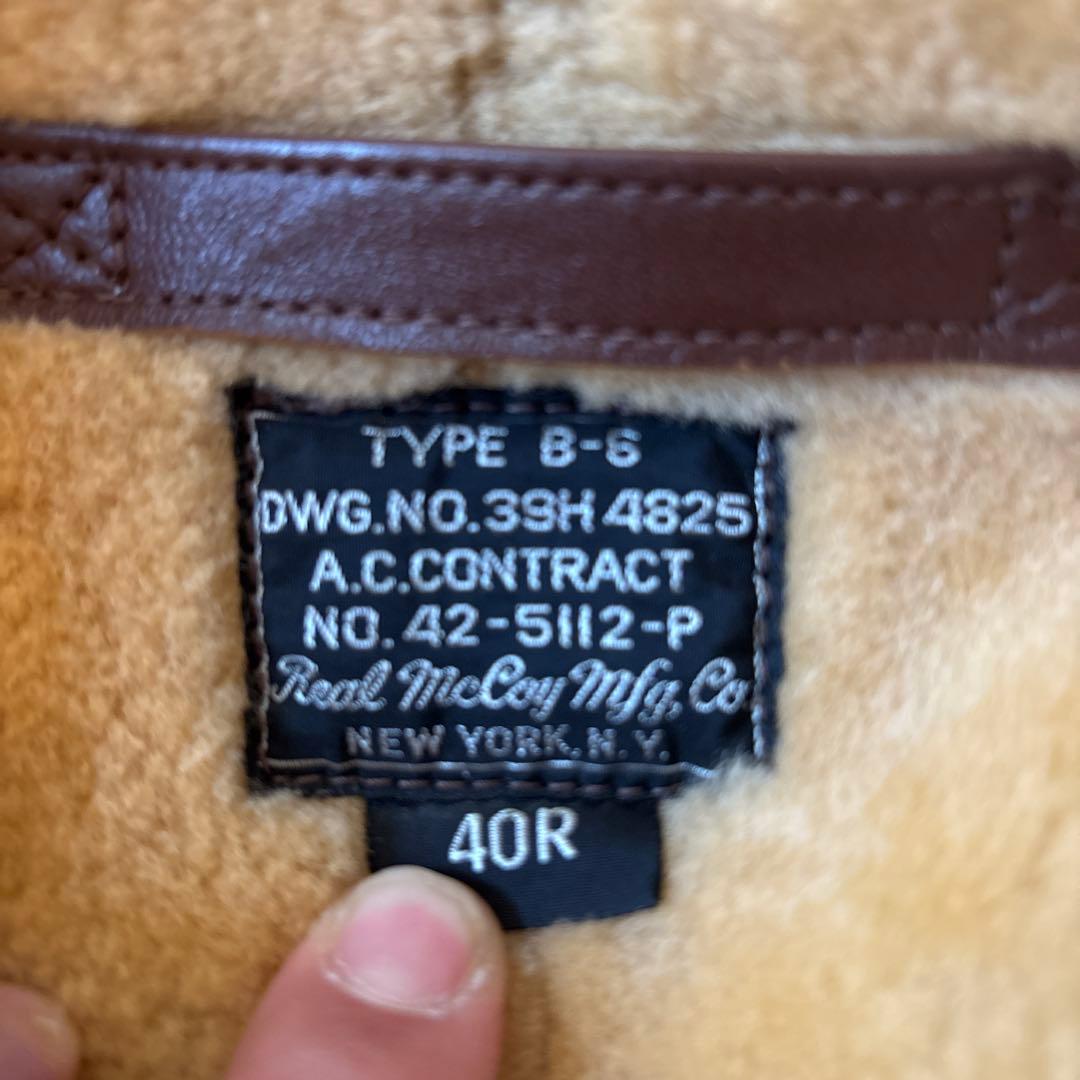 TYPE B-6
DWG.NO.39H4825
A.C.CONTRACT
NO.42-5112-P
Real McCoy Mfg. Co
NEW YORK, N.Y.
40R